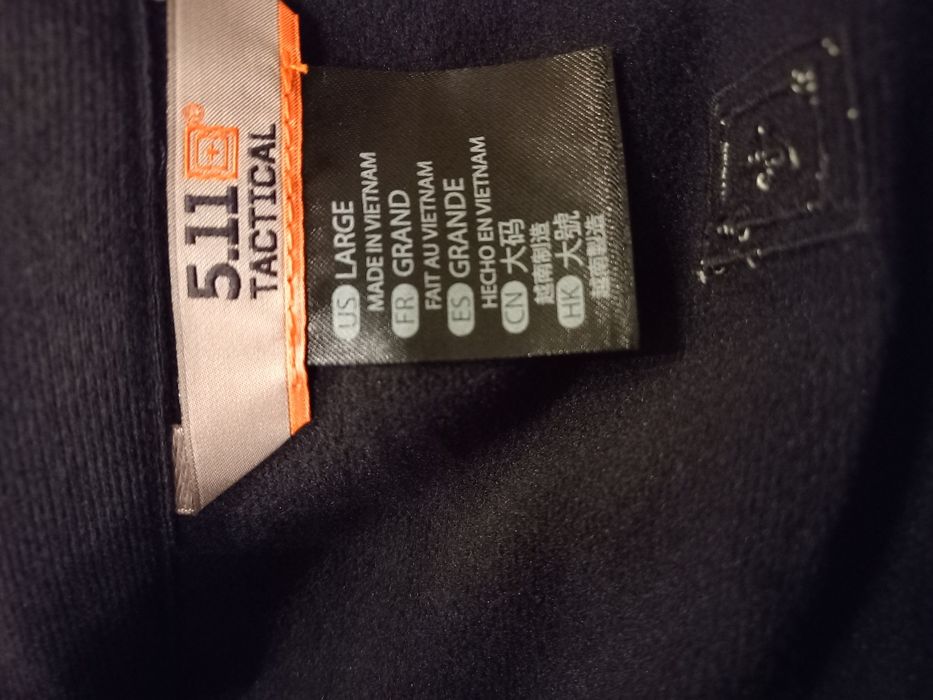 5.11®
TACTICAL
US LARGE
MADE IN VIETNAM
FR GRAND
FAIT AU VIETNAM
ES GRANDE
HECHO EN VIETNAM
CN 大码
越南制造
HK 大號
越南製造